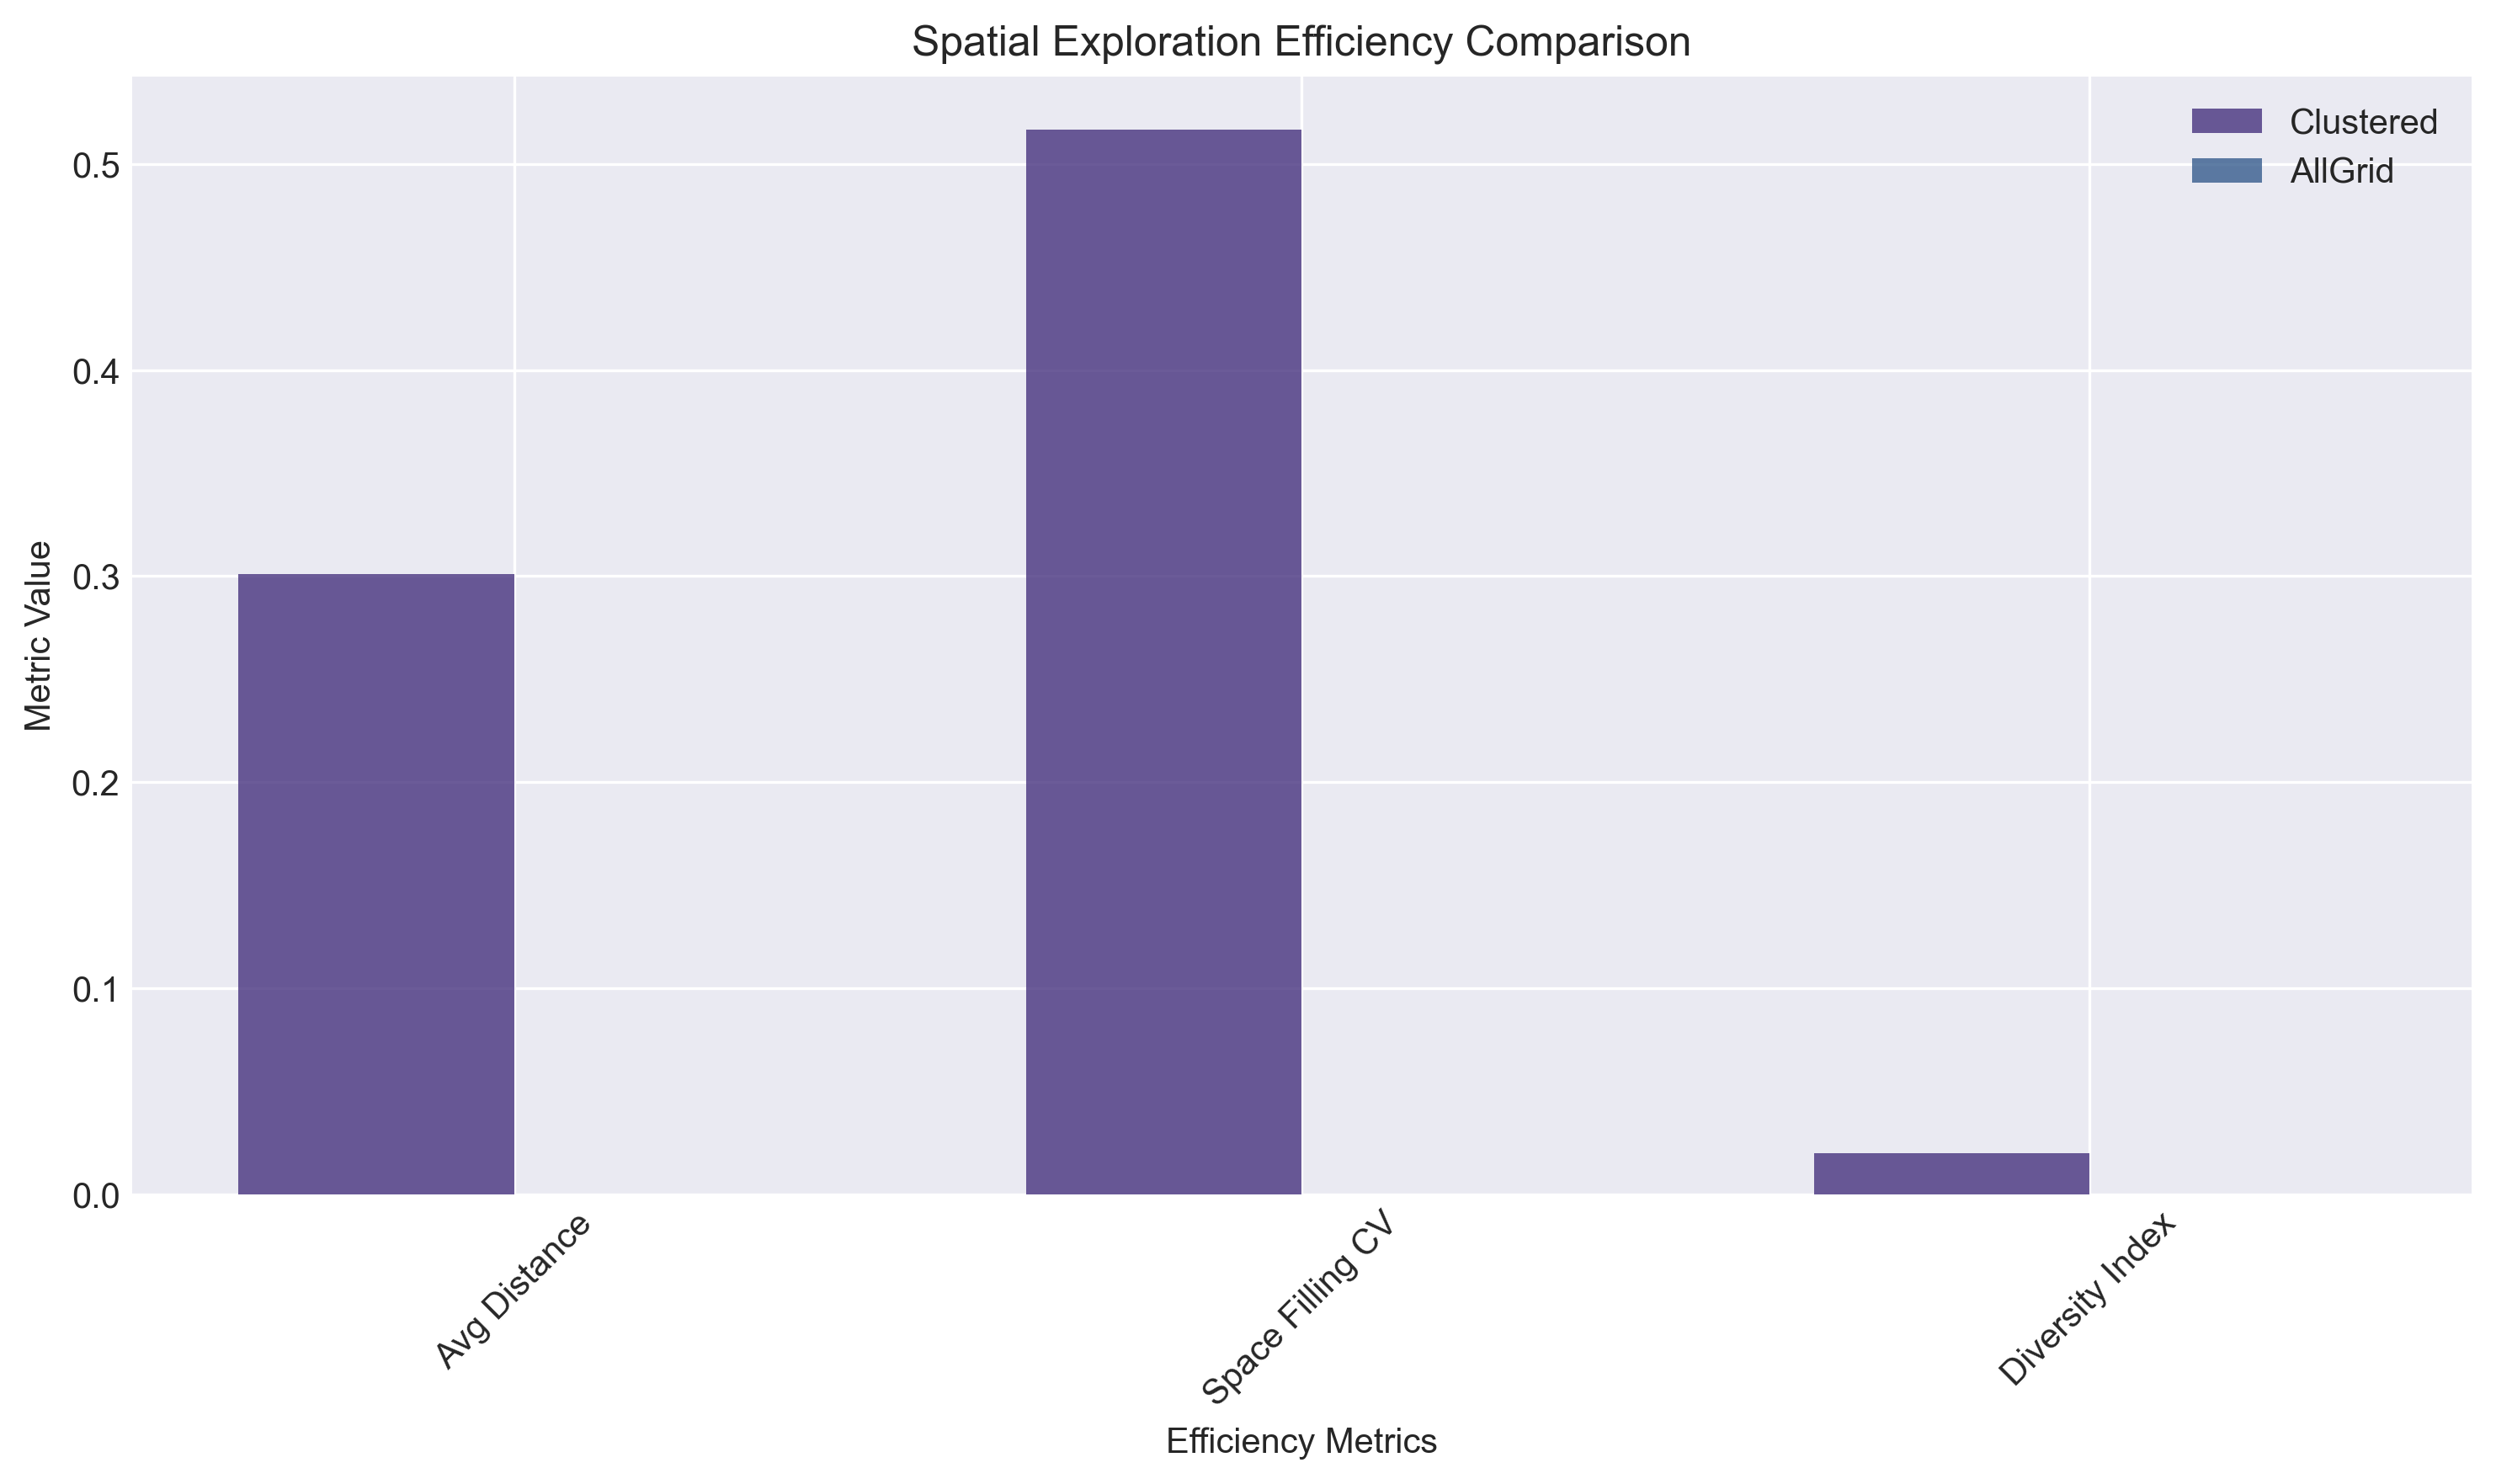 Spatial Exploration Efficiency Comparison
Clustered
AllGrid
Metric Value
0.5
0.4
0.3
0.2
0.1
0.0
Avg Distance
Space Filling CV
Diversity Index
Efficiency Metrics